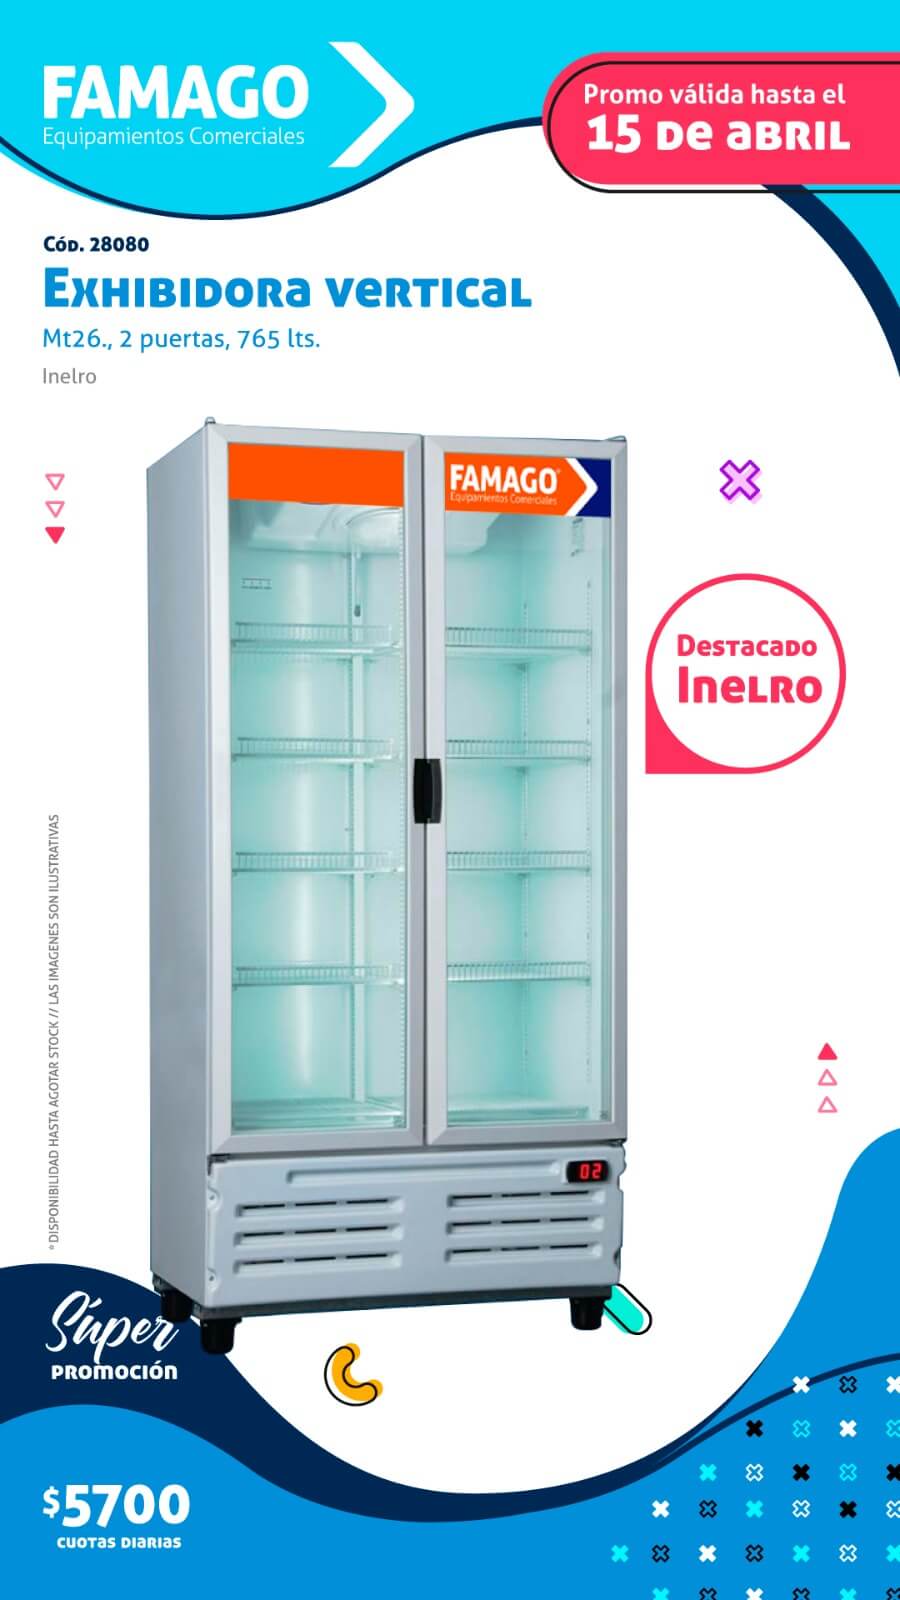 FAMAGO
Equipamientos Comerciales
Promo válida hasta el
15 DE ABRIL
Cód. 28080
EXHIBIDORA VERTICAL
Mt26., 2 puertas, 765 lts.
Inelro
FAMAGO
Equipamientos Comerciales
DESTACADO
INELRO
* DISPONIBILIDAD HASTA AGOTAR STOCK // LAS IMAGENES SON ILUSTRATIVAS
02
Súper
PROMOCIÓN
$5700
CUOTAS DIARIAS